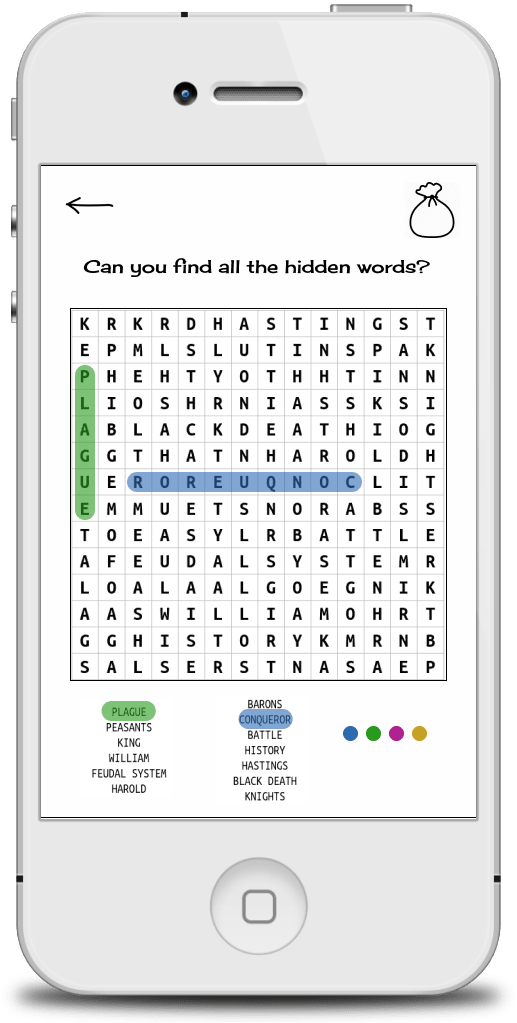 Can you find all the hidden words?
K R K R D H A S T I N G S T
E P M L S L U T I N S P A K
P H E H T Y O T H H T I N N
L I O S H R N I A S S K S I
A B L A C K D E A T H I O G
G G T H A T N H A R O L D H
U E R O R E U Q N O C L I T
E M M U E T S N O R A B S S
T O E A S Y L R B A T T L E
A F E U D A L S Y S T E M R
L O A L A A L G O E G N I K
A A S W I L L I A M O H R T
G G H I S T O R Y K M R N B
S A L S E R S T N A S A E P
PLAGUE
PEASANTS
KING
WILLIAM
FEUDAL SYSTEM
HAROLD
BARONS
CONQUEROR
BATTLE
HISTORY
HASTINGS
BLACK DEATH
KNIGHTS